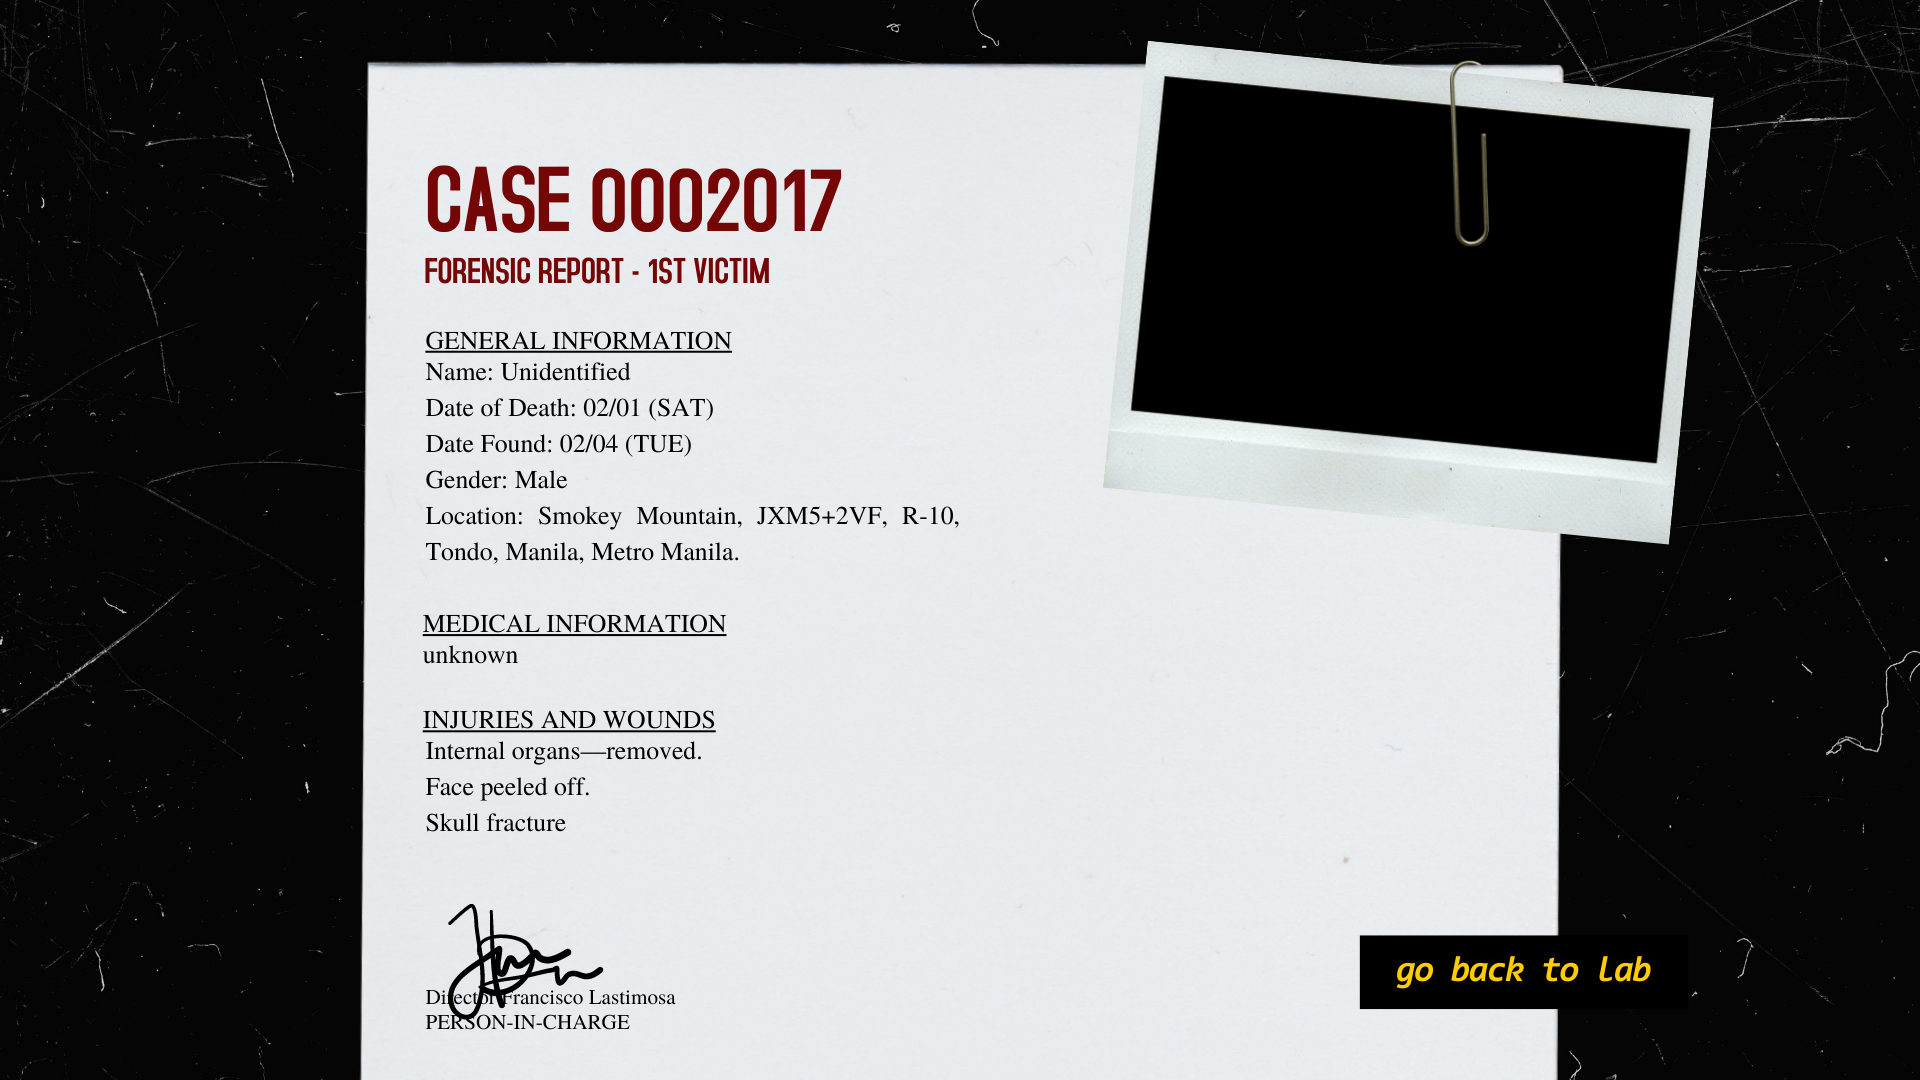 CASE 0002017
FORENSIC REPORT - 1ST VICTIM
GENERAL INFORMATION
Name: Unidentified
Date of Death: 02/01 (SAT)
Date Found: 02/04 (TUE)
Gender: Male
Location: Smokey Mountain, JXM5+2VF, R-10,
Tondo, Manila, Metro Manila.
MEDICAL INFORMATION
unknown
INJURIES AND WOUNDS
Internal organs—removed.
Face peeled off.
Skull fracture
Director Francisco Lastimosa
PERSON-IN-CHARGE
go back to lab